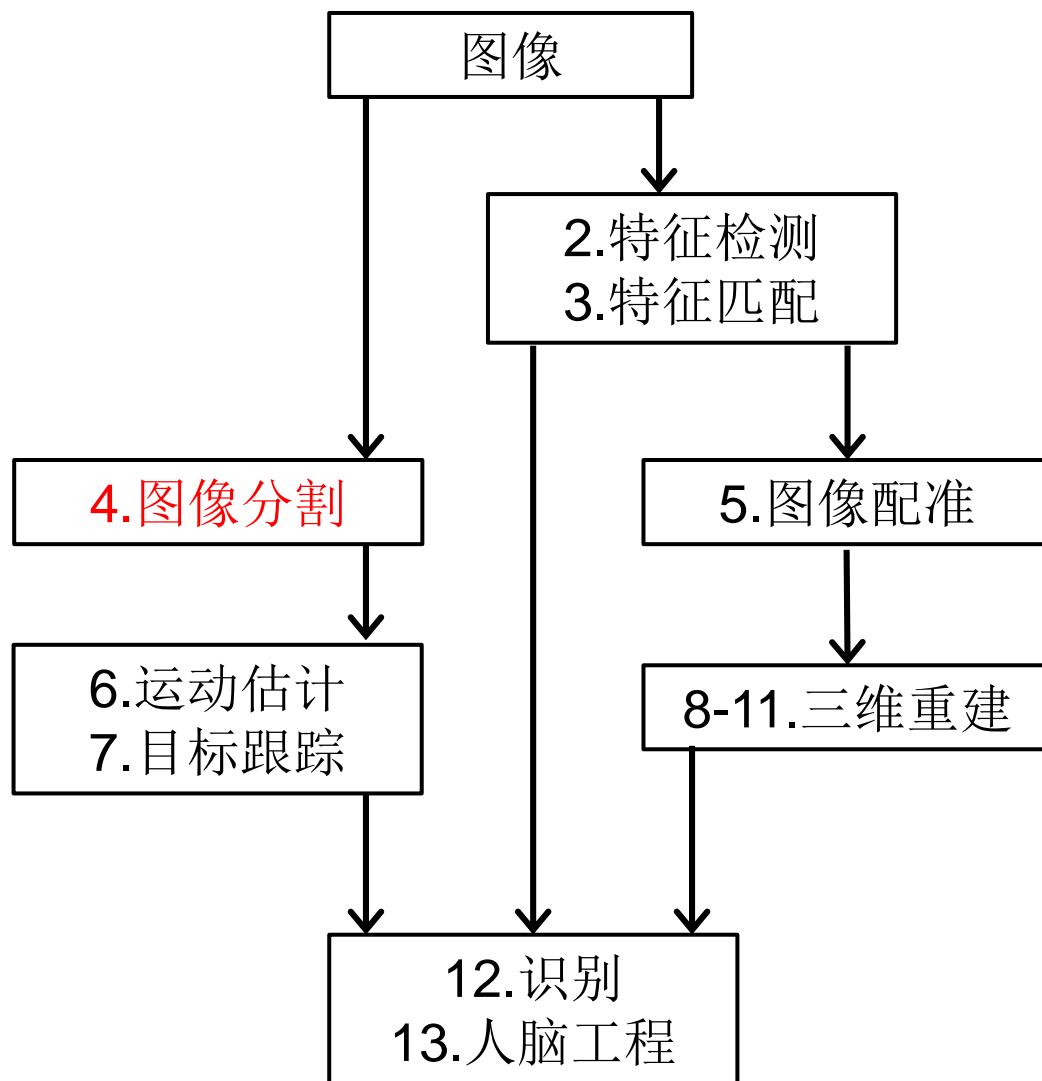 图像
2.特征检测
3.特征匹配
4.图像分割
5.图像配准
6.运动估计
7.目标跟踪
8-11.三维重建
12.识别
13.人脑工程